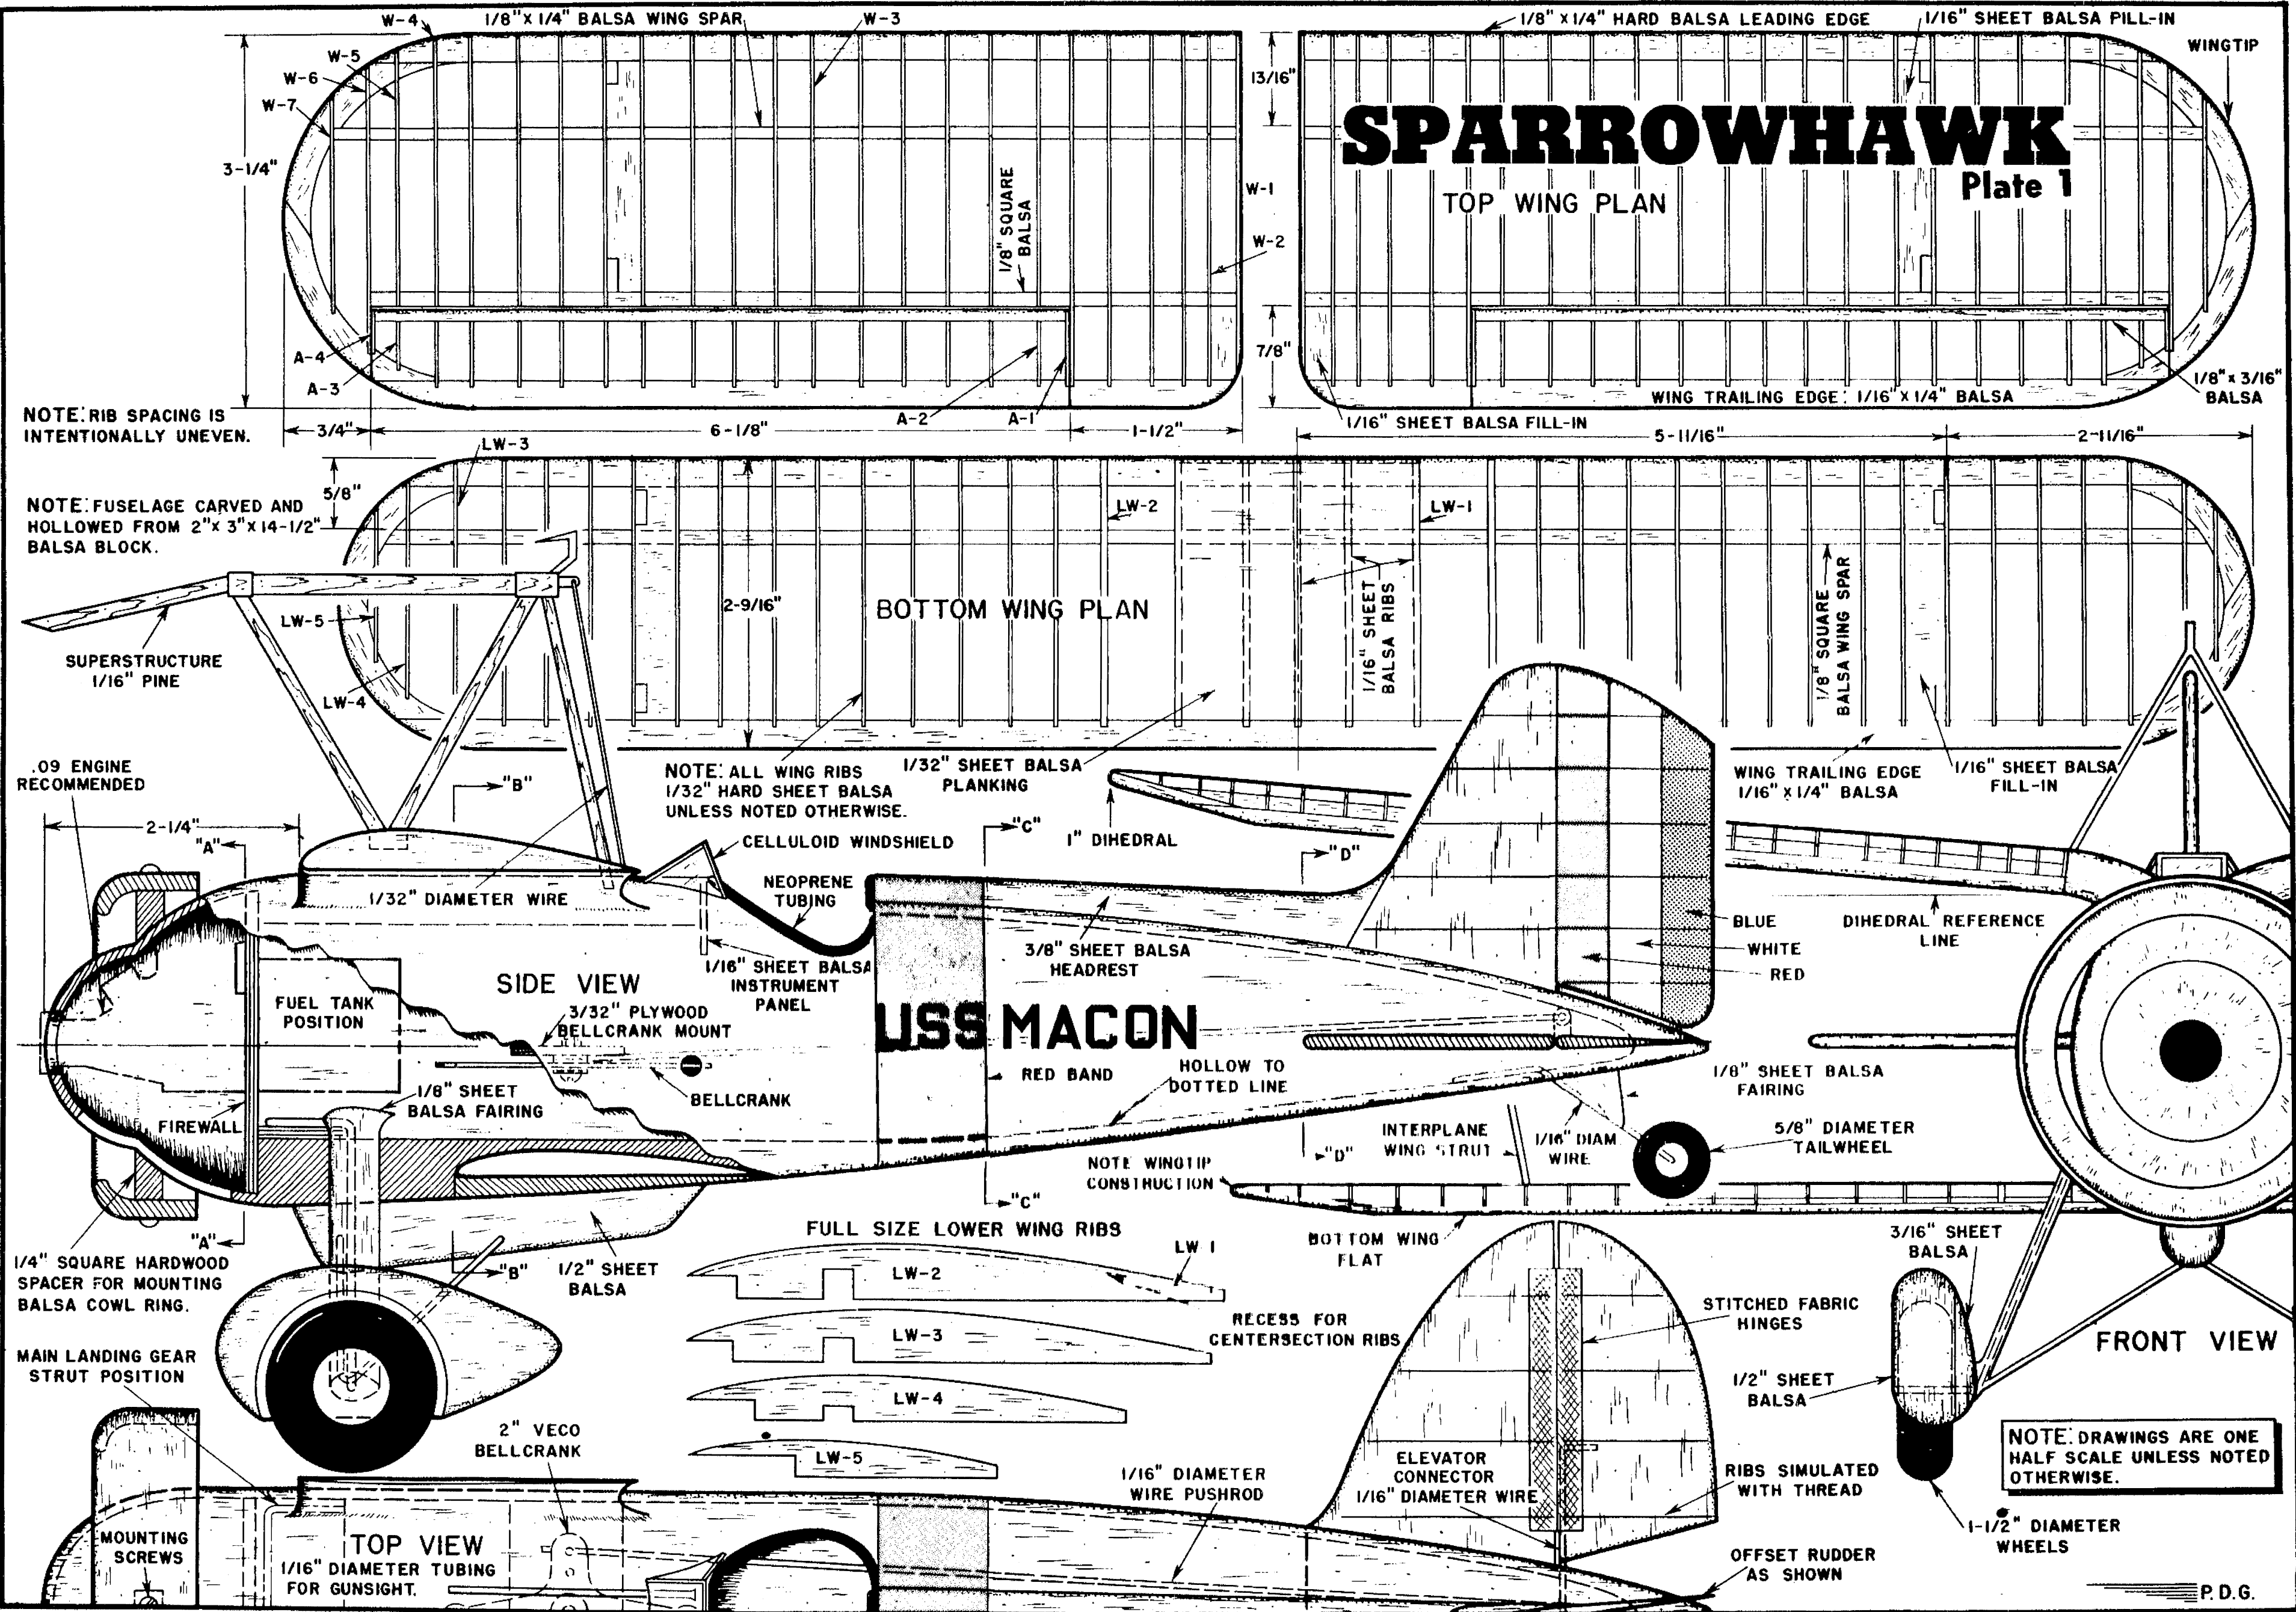 W-4
1/8" X 1/4" BALSA WING SPAR
W-3
1/8" X 1/4" HARD BALSA LEADING EDGE
1/16" SHEET BALSA PILL-IN
WINGTIP
W-5
W-6
W-7
13/16"
3-1/4"
SPARROWHAWK
Plate 1
TOP WING PLAN
W-1
W-2
1/8" SQUARE
BALSA
A-4
A-3
A-2
A-1
7/8"
1/8" X 3/16"
BALSA
WING TRAILING EDGE: 1/16" X 1/4" BALSA
1/16" SHEET BALSA FILL-IN
NOTE: RIB SPACING IS
INTENTIONALLY UNEVEN.
3/4"
6-1/8"
1-1/2"
5-11/16"
2-11/16"
LW-3
5/8"
NOTE: FUSELAGE CARVED AND
HOLLOWED FROM 2" X 3" X 14-1/2"
BALSA BLOCK.
LW-2
LW-1
2-9/16"
BOTTOM WING PLAN
1/16" SHEET
BALSA RIBS
1/8" SQUARE
BALSA WING SPAR
LW-5
LW-4
SUPERSTRUCTURE
1/16" PINE
.09 ENGINE
RECOMMENDED
"B"
NOTE: ALL WING RIBS
1/32" HARD SHEET BALSA
UNLESS NOTED OTHERWISE.
1/32" SHEET BALSA
PLANKING
WING TRAILING EDGE
1/16" X 1/4" BALSA
1/16" SHEET BALSA
FILL-IN
2-1/4"
"A"
CELLULOID WINDSHIELD
"C"
1" DIHEDRAL
"D"
1/32" DIAMETER WIRE
NEOPRENE
TUBING
3/8" SHEET BALSA
HEADREST
BLUE
WHITE
RED
DIHEDRAL REFERENCE
LINE
SIDE VIEW
1/16" SHEET BALSA
INSTRUMENT
PANEL
FUEL TANK
POSITION
3/32" PLYWOOD
BELLCRANK MOUNT
USS MACON
RED BAND
HOLLOW TO
DOTTED LINE
1/8" SHEET
BALSA FAIRING
BELLCRANK
1/8" SHEET BALSA
FAIRING
FIREWALL
INTERPLANE
WING STRUT
1/16" DIAM
WIRE
5/8" DIAMETER
TAILWHEEL
"D"
NOTE WINGTIP
CONSTRUCTION
"C"
"A"
1/4" SQUARE HARDWOOD
SPACER FOR MOUNTING
BALSA COWL RING.
"B"
1/2" SHEET
BALSA
FULL SIZE LOWER WING RIBS
LW 1
LW-2
BOTTOM WING
FLAT
3/16" SHEET
BALSA
RECESS FOR
CENTERSECTION RIBS
LW-3
STITCHED FABRIC
HINGES
FRONT VIEW
MAIN LANDING GEAR
STRUT POSITION
LW-4
1/2" SHEET
BALSA
2" VECO
BELLCRANK
LW-5
NOTE: DRAWINGS ARE ONE
HALF SCALE UNLESS NOTED
OTHERWISE.
1/16" DIAMETER
WIRE PUSHROD
ELEVATOR
CONNECTOR
1/16" DIAMETER WIRE
RIBS SIMULATED
WITH THREAD
1-1/2" DIAMETER
WHEELS
MOUNTING
SCREWS
TOP VIEW
1/16" DIAMETER TUBING
FOR GUNSIGHT.
OFFSET RUDDER
AS SHOWN
P.D.G.